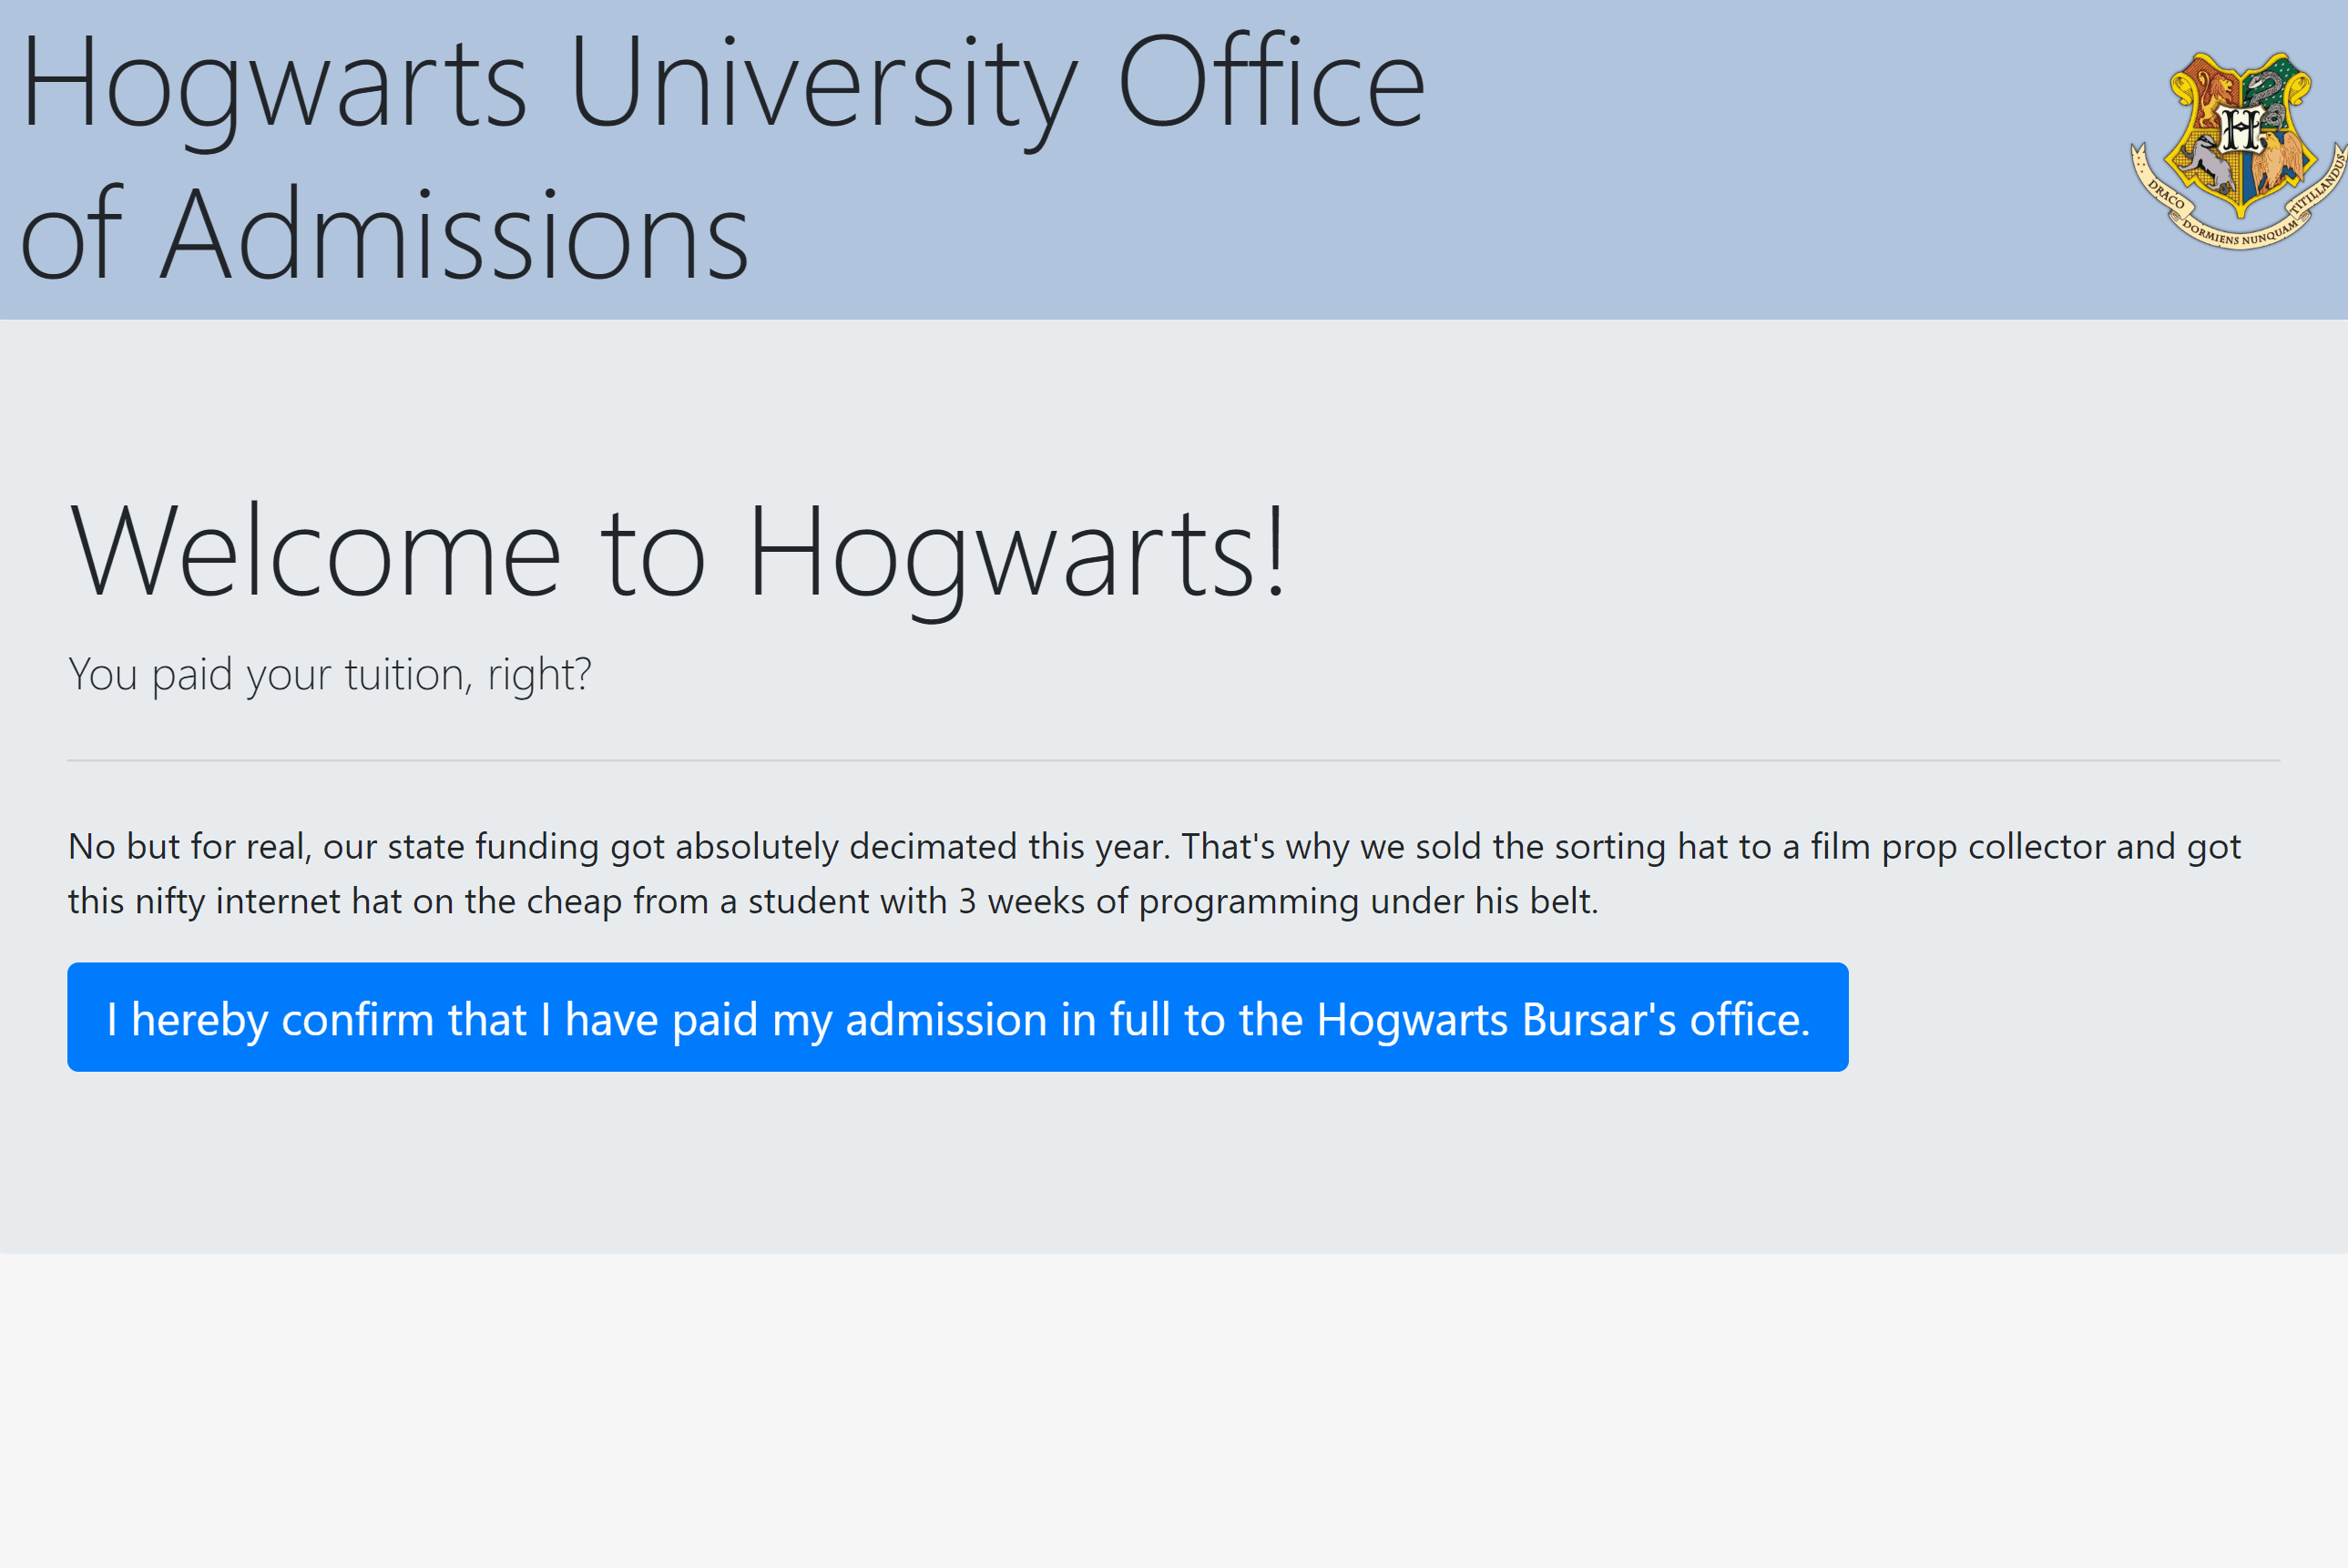 Hogwarts University Office
of Admissions
H
DRACO DORMIENS NUNQUAM TITILLANDUS
Welcome to Hogwarts!
You paid your tuition, right?
No but for real, our state funding got absolutely decimated this year. That's why we sold the sorting hat to a film prop collector and got
this nifty internet hat on the cheap from a student with 3 weeks of programming under his belt.
I hereby confirm that I have paid my admission in full to the Hogwarts Bursar's office.